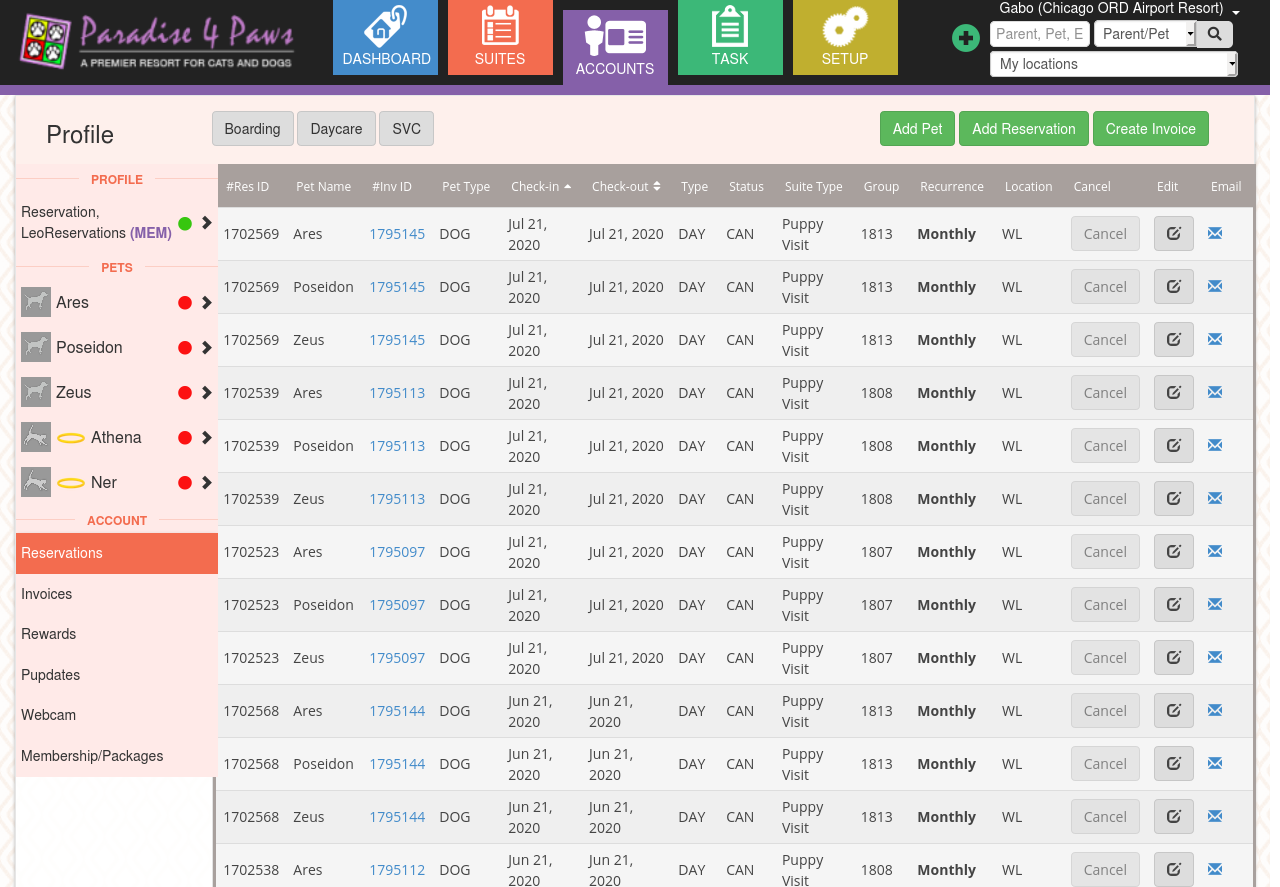 Paradise 4 Paws
A PREMIER RESORT FOR CATS AND DOGS
DASHBOARD
SUITES
ACCOUNTS
TASK
SETUP
Gabo (Chicago ORD Airport Resort)
Parent, Pet, E Parent/Pet
My locations
Profile
Boarding Daycare SVC
Add Pet Add Reservation Create Invoice
PROFILE
Reservation,
LeoReservations (MEM)
PETS
Ares
Poseidon
Zeus
Athena
Ner
ACCOUNT
Reservations
Invoices
Rewards
Pupdates
Webcam
Membership/Packages
#Res ID Pet Name #Inv ID Pet Type Check-in Check-out Type Status Suite Type Group Recurrence Location Cancel Edit Email
1702569 Ares 1795145 DOG Jul 21, 2020 Jul 21, 2020 DAY CAN Puppy Visit 1813 Monthly WL Cancel
1702569 Poseidon 1795145 DOG Jul 21, 2020 Jul 21, 2020 DAY CAN Puppy Visit 1813 Monthly WL Cancel
1702569 Zeus 1795145 DOG Jul 21, 2020 Jul 21, 2020 DAY CAN Puppy Visit 1813 Monthly WL Cancel
1702539 Ares 1795113 DOG Jul 21, 2020 Jul 21, 2020 DAY CAN Puppy Visit 1808 Monthly WL Cancel
1702539 Poseidon 1795113 DOG Jul 21, 2020 Jul 21, 2020 DAY CAN Puppy Visit 1808 Monthly WL Cancel
1702539 Zeus 1795113 DOG Jul 21, 2020 Jul 21, 2020 DAY CAN Puppy Visit 1808 Monthly WL Cancel
1702523 Ares 1795097 DOG Jul 21, 2020 Jul 21, 2020 DAY CAN Puppy Visit 1807 Monthly WL Cancel
1702523 Poseidon 1795097 DOG Jul 21, 2020 Jul 21, 2020 DAY CAN Puppy Visit 1807 Monthly WL Cancel
1702523 Zeus 1795097 DOG Jul 21, 2020 Jul 21, 2020 DAY CAN Puppy Visit 1807 Monthly WL Cancel
1702568 Ares 1795144 DOG Jun 21, 2020 Jun 21, 2020 DAY CAN Puppy Visit 1813 Monthly WL Cancel
1702568 Poseidon 1795144 DOG Jun 21, 2020 Jun 21, 2020 DAY CAN Puppy Visit 1813 Monthly WL Cancel
1702568 Zeus 1795144 DOG Jun 21, 2020 Jun 21, 2020 DAY CAN Puppy Visit 1813 Monthly WL Cancel
1702538 Ares 1795112 DOG Jun 21, 2020 Jun 21, 2020 DAY CAN Puppy Visit 1808 Monthly WL Cancel